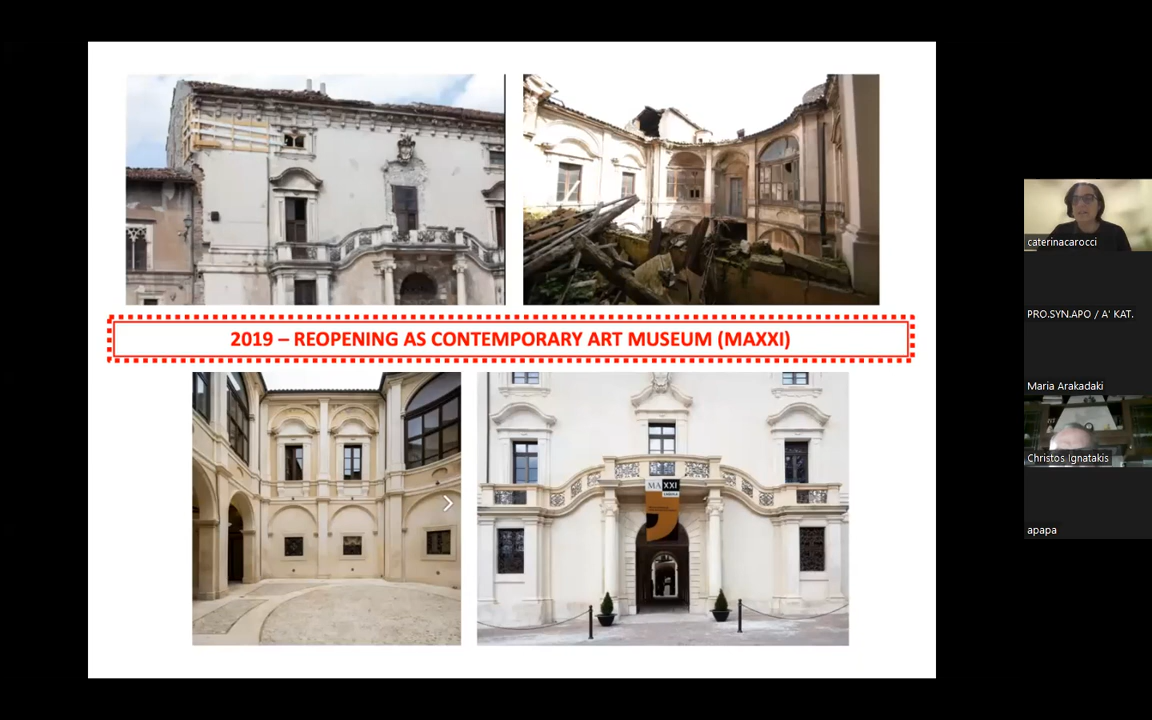 2019 – REOPENING AS CONTEMPORARY ART MUSEUM (MAXXI)
MAXXI
caterinacarocci
PRO.SYN.APO / A' KAT.
Maria Arakadaki
Christos Ignatakis
apapa